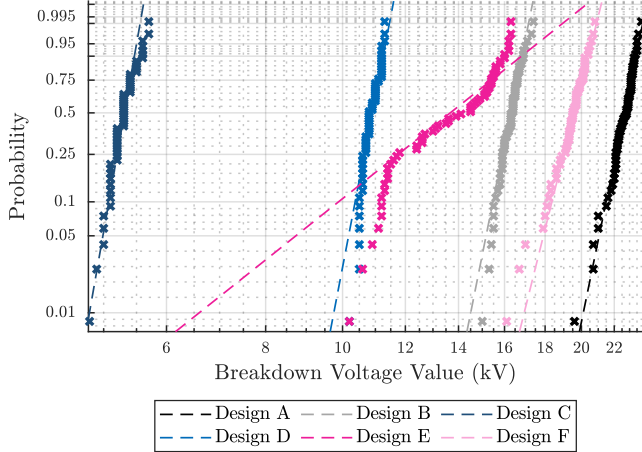 0.995
0.95
0.75
0.5
0.25
0.1
0.05
0.01
Probability
6 8 10 12 14 16 18 20 22
Breakdown Voltage Value (kV)
Design A Design B Design C
Design D Design E Design F